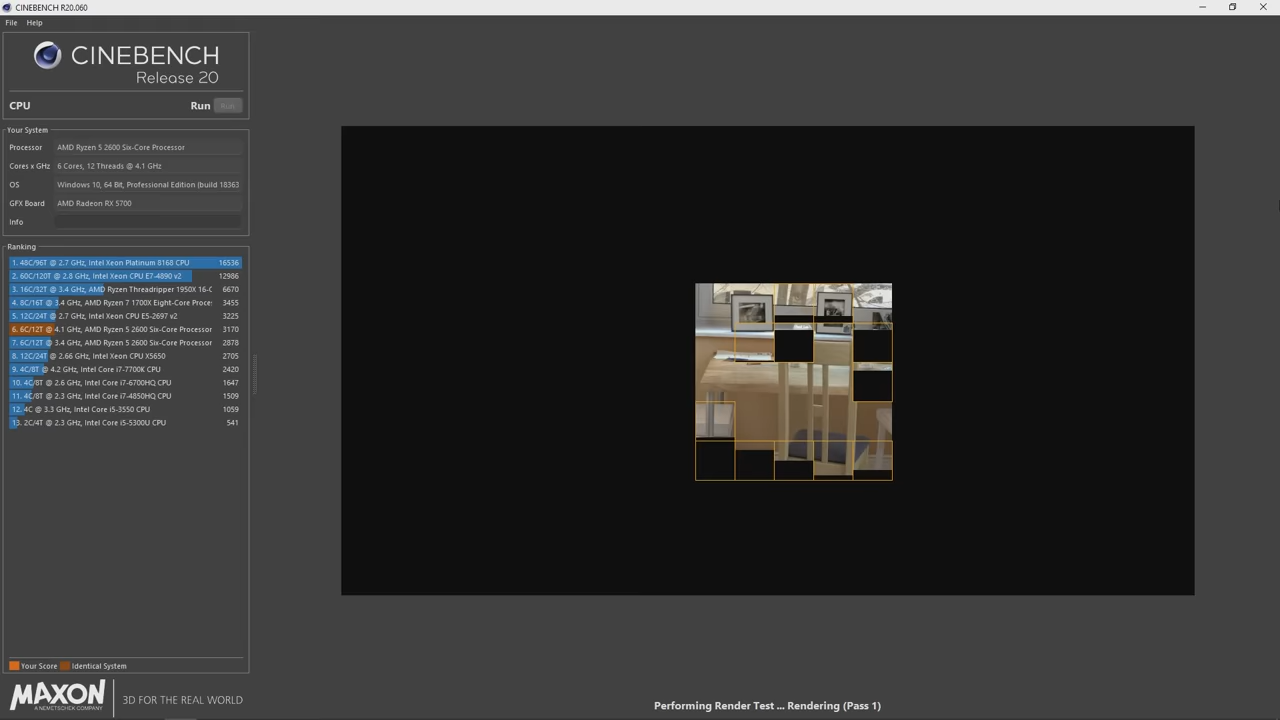 CINEBENCH R20.060
File Help
CINEBENCH
Release 20
CPU Run Run
Your System
Processor AMD Ryzen 5 2600 Six-Core Processor
Cores x GHz 6 Cores, 12 Threads @ 4.1 GHz
OS Windows 10, 64 Bit, Professional Edition (build 18363
GFX Board AMD Radeon RX 5700
Info
Ranking
1. 48C/96T @ 2.7 GHz, Intel Xeon Platinum 8168 CPU 16536
2. 60C/120T @ 2.8 GHz, Intel Xeon CPU E7-4890 v2 12986
3. 16C/32T @ 3.4 GHz, AMD Ryzen Threadripper 1950X 16-C 6670
4. 8C/16T @ 3.4 GHz, AMD Ryzen 7 1700X Eight-Core Proce: 3455
5. 12C/24T @ 2.7 GHz, Intel Xeon CPU E5-2697 v2 3225
6. 6C/12T @ 4.1 GHz, AMD Ryzen 5 2600 Six-Core Processor 3170
7. 6C/12T @ 3.4 GHz, AMD Ryzen 5 2600 Six-Core Processor 2878
8. 12C/24T @ 2.66 GHz, Intel Xeon CPU X5650 2705
9. 4C/8T @ 4.2 GHz, Intel Core i7-7700K CPU 2420
10. 4C/8T @ 2.6 GHz, Intel Core i7-6700HQ CPU 1647
11. 4C/8T @ 2.3 GHz, Intel Core i7-4850HQ CPU 1509
12. 4C @ 3.3 GHz, Intel Core i5-3550 CPU 1059
13. 2C/4T @ 2.3 GHz, Intel Core i5-5300U CPU 541
Your Score Identical System
MAXON
A NEMETSCHEK COMPANY
3D FOR THE REAL WORLD
Performing Render Test ... Rendering (Pass 1)